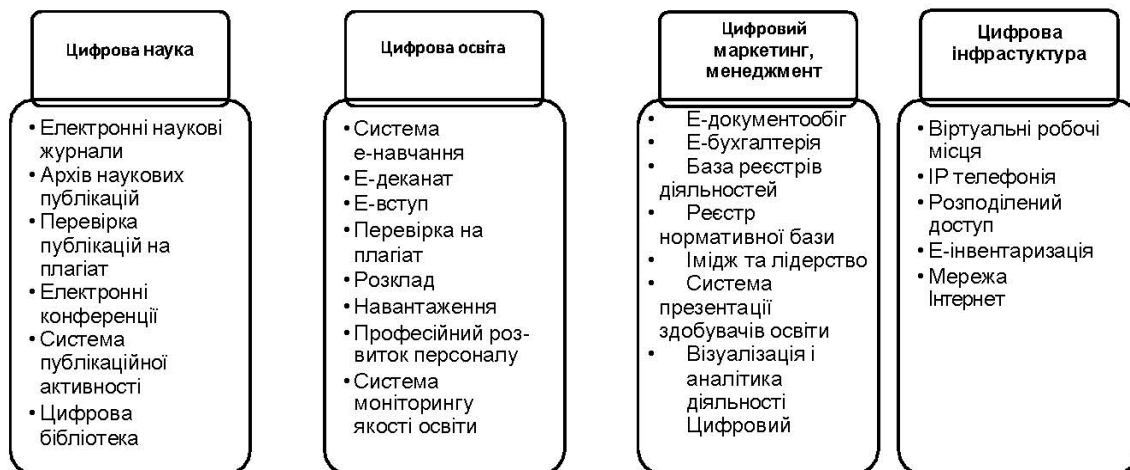 Цифрова наука
• Електронні наукові
журнали
• Архів наукових
публікацій
• Перевірка
публікацій на
плагіат
• Електронні
конференції
• Система
публікаційної
активності
• Цифрова
бібліотека
Цифрова освіта
• Система
е-навчання
• Е-деканат
• Е-вступ
• Перевірка на
плагіат
• Розклад
• Навантаження
• Професійний роз-
виток персоналу
• Система
моніторингу
якості освіти
Цифровий
маркетинг,
менеджмент
• Е-документообіг
• Е-бухгалтерія
• База реєстрів
діяльностей
• Реєстр
нормативної бази
• Імідж та лідерство
• Система
презентації
здобувачів освіти
• Візуалізація і
аналітика
діяльності
Цифровий
Цифрова
інфрастуктура
• Віртуальні робочі
місця
• ІР телефонія
• Розподілений
доступ
• Е-інвентаризація
• Мережа
Інтернет